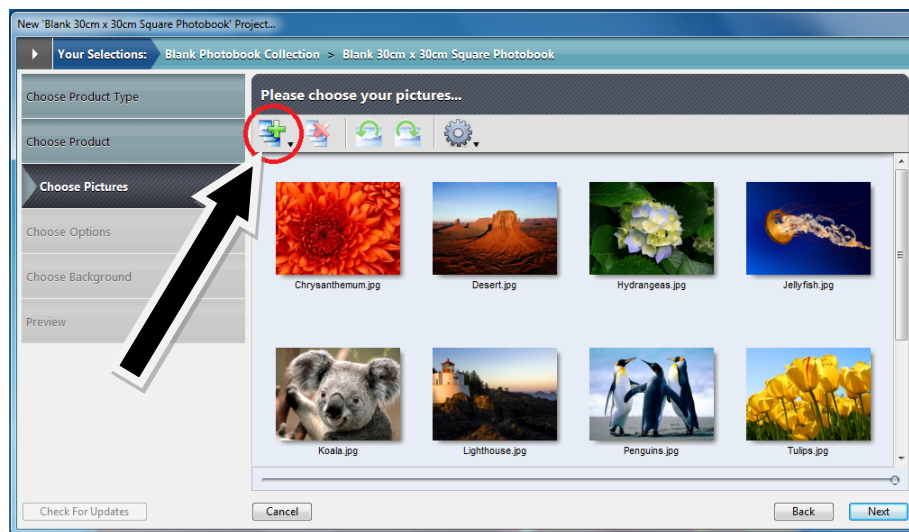 New 'Blank 30cm x 30cm Square Photobook' Project...
Your Selections: Blank Photobook Collection > Blank 30cm x 30cm Square Photobook
Choose Product Type
Choose Product
Choose Pictures
Choose Options
Choose Background
Preview
Please choose your pictures...
Chrysanthemum.jpg Desert.jpg Hydrangeas.jpg Jellyfish.jpg
Koala.jpg Lighthouse.jpg Penguins.jpg Tulips.jpg
Check For Updates Cancel Back Next